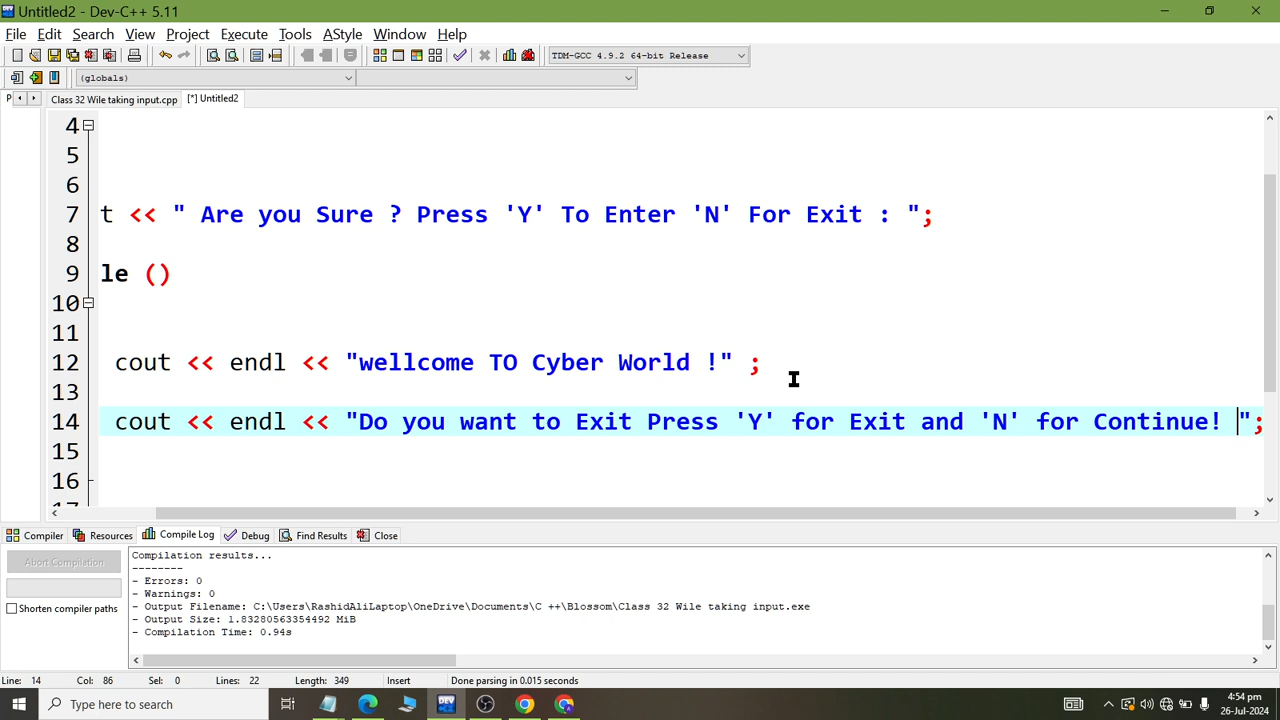 Untitled2 - Dev-C++ 5.11
File Edit Search View Project Execute Tools AStyle Window Help
TDM-GCC 4.9.2 64-bit Release
(globals)
P Class 32 Wile taking input.cpp [*] Untitled2
4
5
6
7 t << " Are you Sure ? Press 'Y' To Enter 'N' For Exit : ";
8
9 le ()
10
11
12 cout << endl << "wellcome TO Cyber World !" ;
13
14 cout << endl << "Do you want to Exit Press 'Y' for Exit and 'N' for Continue! ";
15
16
17
Compiler Resources Compile Log Debug Find Results Close
Abort Compilation
Shorten compiler paths
Compilation results...
--------
- Errors: 0
- Warnings: 0
- Output Filename: C:\Users\RashidAliLaptop\OneDrive\Documents\C ++\Blossom\Class 32 Wile taking input.exe
- Output Size: 1.83280563354492 MiB
- Compilation Time: 0.94s
Line: 14 Col: 86 Sel: 0 Lines: 22 Length: 349 Insert Done parsing in 0.015 seconds
Type here to search
DEV
4:54 pm
26-Jul-2024